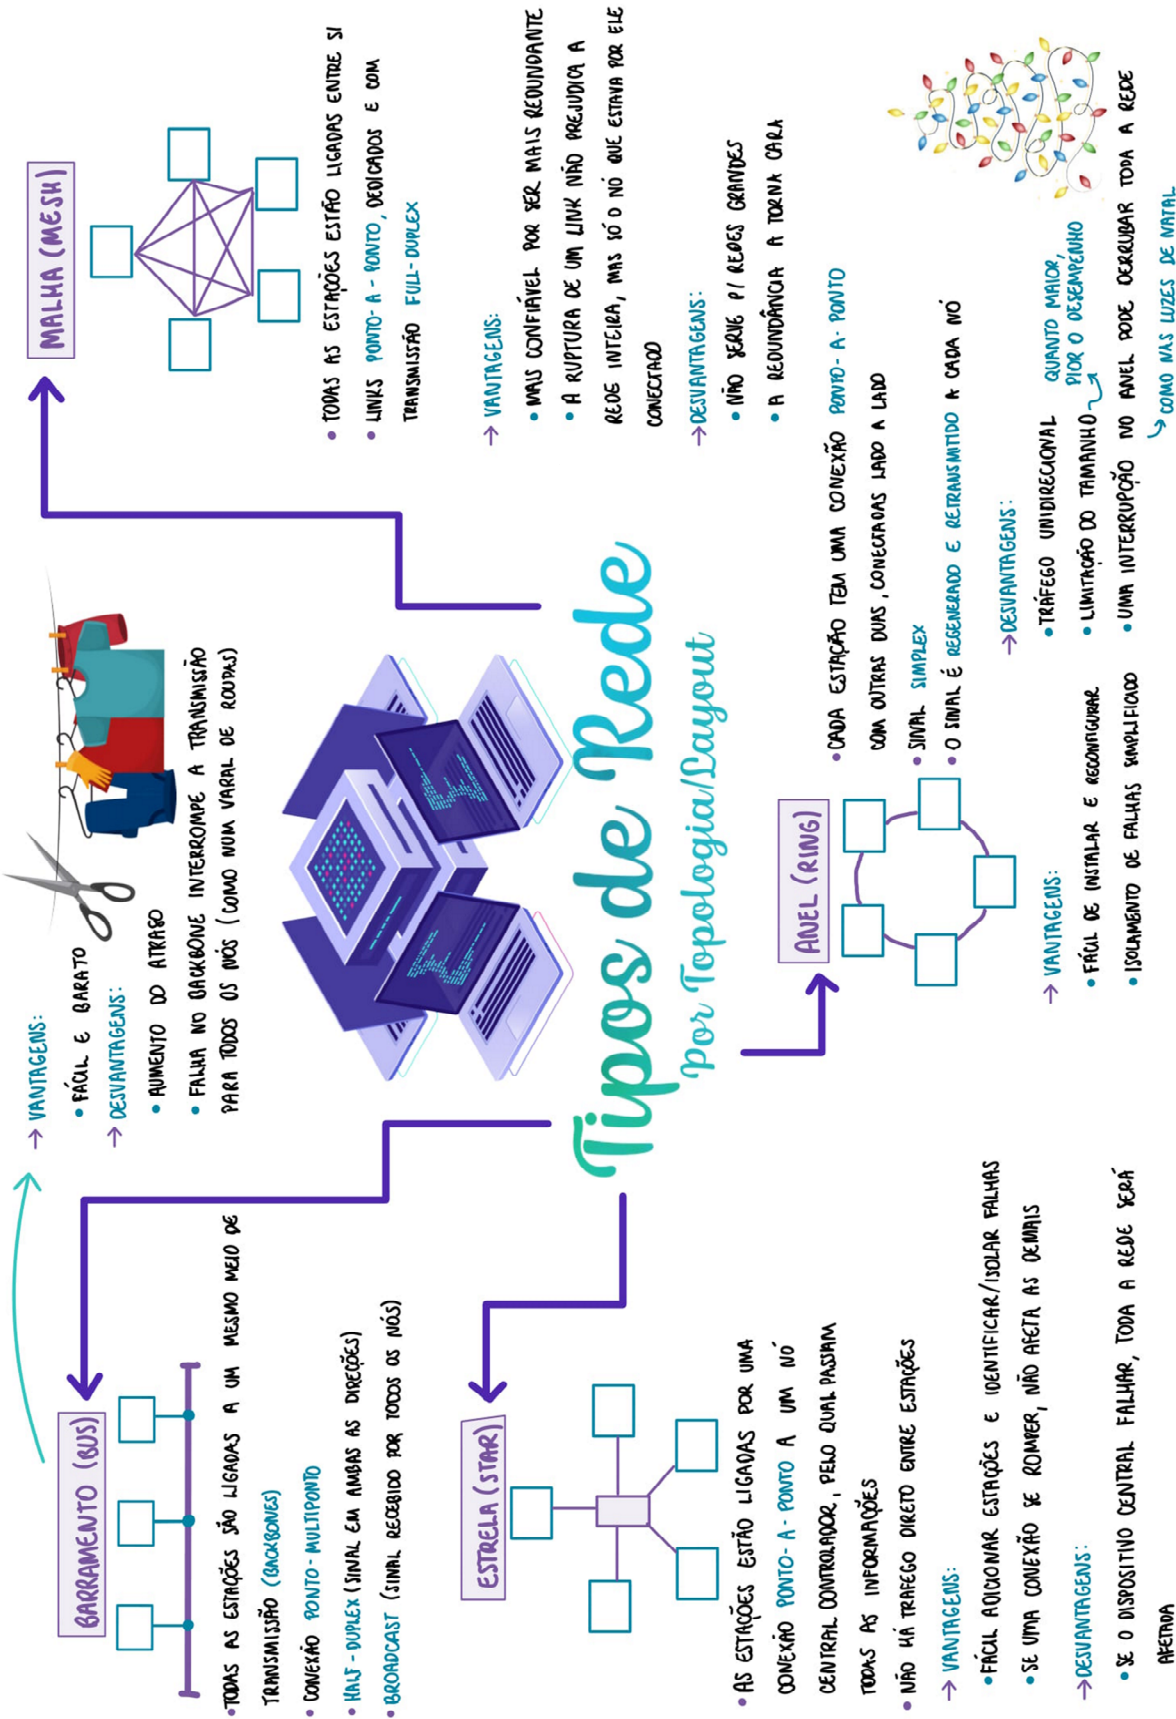 Tipos de Rede
Por Topologia/Layout
BARRAMENTO (BUS)
• TODAS AS ESTAÇÕES SÃO LIGADAS A UM MESMO MEIO DE
TRANSMISSÃO (BACKBONES)
• CONEXÃO PONTO-MULTIPONTO
• HALF-DUPLEX (SINAL EM AMBAS AS DIREÇÕES)
• BROADCAST (SINAL RECEBIDO POR TODOS OS NÓS)
→ VANTAGENS:
• FÁCIL E BARATO
→ DESVANTAGENS:
• AUMENTO DO ATRASO
• FALHA NO BACKBONE INTERROMPE A TRANSMISSÃO
PARA TODOS OS NÓS (COMO NUM VARAL DE ROUPAS)
MALHA (MESH)
• TODAS AS ESTAÇÕES ESTÃO LIGADAS ENTRE SI
• LINKS PONTO-A-PONTO, DEDICADOS E COM
TRANSMISSÃO FULL-DUPLEX
→ VANTAGENS:
• MAIS CONFIÁVEL POR SER MAIS REDUNDANTE
• A RUPTURA DE UM LINK NÃO PREJUDICA A
REDE INTEIRA, MAS SÓ O NÓ QUE ESTAVA POR ELE
CONECTADO
→ DESVANTAGENS:
• NÃO SERVE P/ REDES GRANDES
• A REDUNDÂNCIA A TORNA CARA
ESTRELA (STAR)
• AS ESTAÇÕES ESTÃO LIGADAS POR UMA
CONEXÃO PONTO-A-PONTO A UM NÓ
CENTRAL CONTROLADOR, PELO QUAL PASSAM
TODAS AS INFORMAÇÕES
• NÃO HÁ TRÁFEGO DIRETO ENTRE ESTAÇÕES
→ VANTAGENS:
• FÁCIL ADICIONAR ESTAÇÕES E IDENTIFICAR/ISOLAR FALHAS
• SE UMA CONEXÃO SE ROMPER, NÃO AFETA AS DEMAIS
→ DESVANTAGENS:
• SE O DISPOSITIVO CENTRAL FALHAR, TODA A REDE SERÁ
AFETADA
ANEL (RING)
• CADA ESTAÇÃO TEM UMA CONEXÃO PONTO-A-PONTO
COM OUTRAS DUAS, CONECTADAS LADO A LADO
• SINAL SIMPLEX
• O SINAL É REGENERADO E RETRANSMITIDO A CADA NÓ
→ VANTAGENS:
• FÁCIL DE INSTALAR E RECONFIGURAR
• ISOLAMENTO DE FALHAS SIMPLIFICADO
→ DESVANTAGENS:
• TRÁFEGO UNIDIRECIONAL
• LIMITAÇÃO DO TAMANHO
QUANTO MAIOR,
PIOR O DESEMPENHO
• UMA INTERRUPÇÃO NO ANEL PODE DERRUBAR TODA A REDE
COMO NAS LUZES DE NATAL